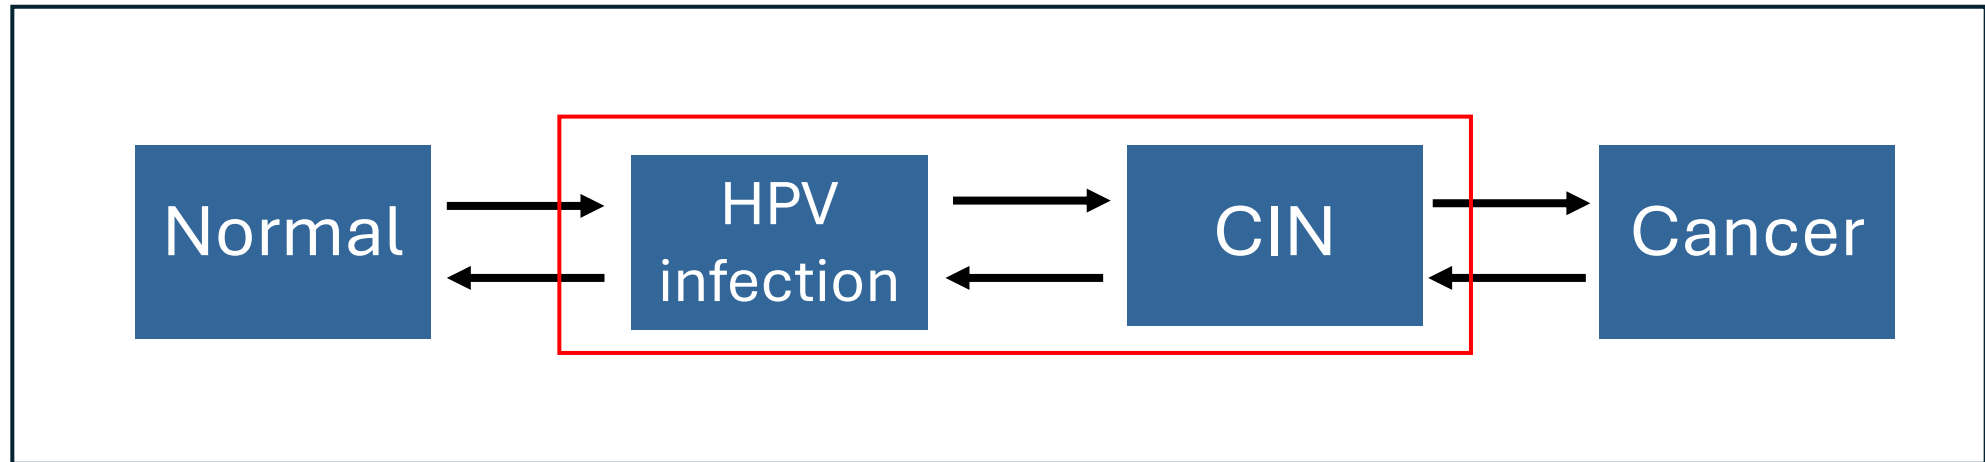 Normal
HPV
infection
CIN
Cancer